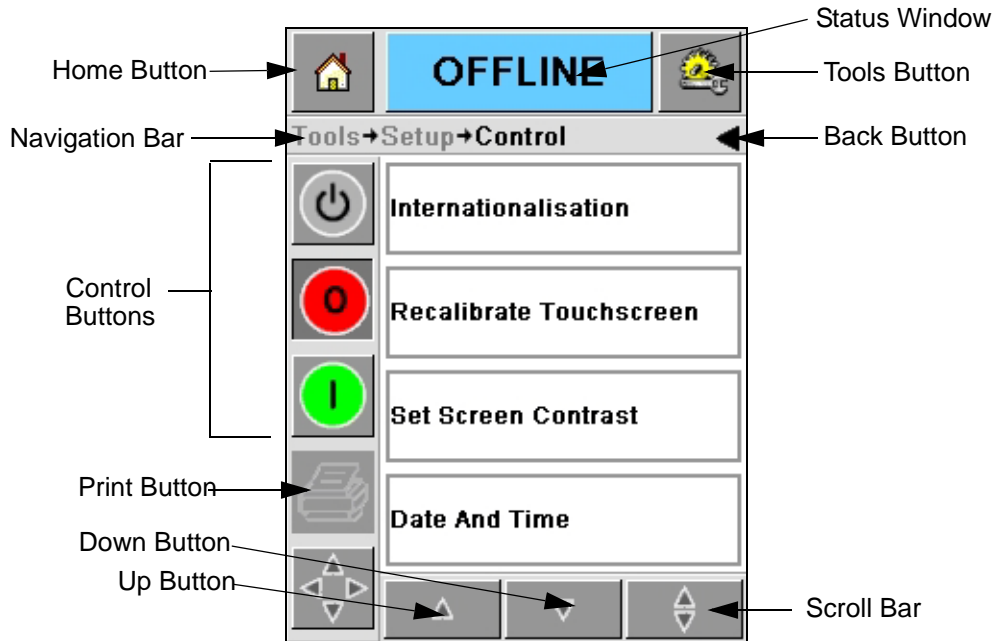 Status Window
Home Button
OFFLINE
Tools Button
Navigation Bar
Tools→Setup→Control
Back Button
Internationalisation
Control
Buttons
O
Recalibrate Touchscreen
I
Set Screen Contrast
Print Button
Date And Time
Down Button
Up Button
Scroll Bar